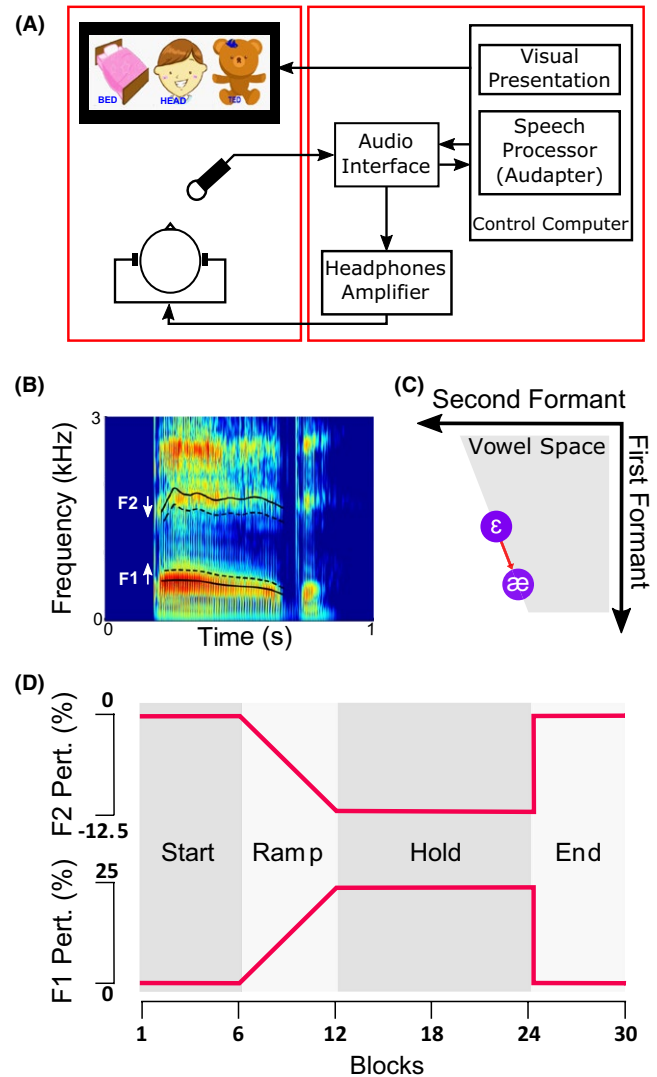 (A)
BED
HEAD
TED
Visual
Presentation
Audio
Interface
Speech
Processor
(Audapter)
Control Computer
Headphones
Amplifier
(B)
3
Frequency (kHz)
F2
F1
0
0
Time (s)
1
(C)
Second Formant
Vowel Space
First Formant
ε
æ
(D)
0
F2 Pert. (%)
-12.5
Start
Ramp
Hold
End
25
F1 Pert. (%)
0
1
6
12
18
24
30
Blocks